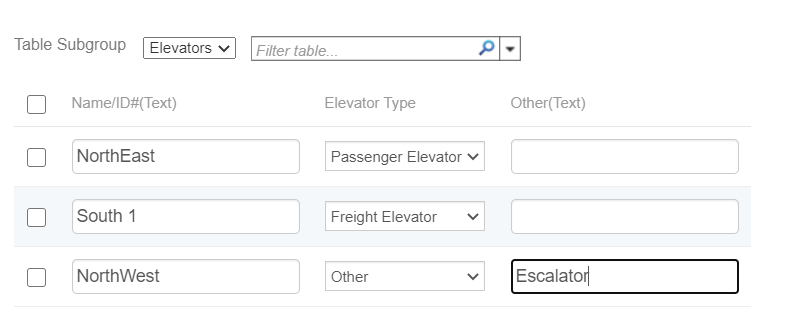 Table Subgroup Elevators Filter table...
Name/ID#(Text) Elevator Type Other(Text)
NorthEast Passenger Elevator
South 1 Freight Elevator
NorthWest Other Escalator